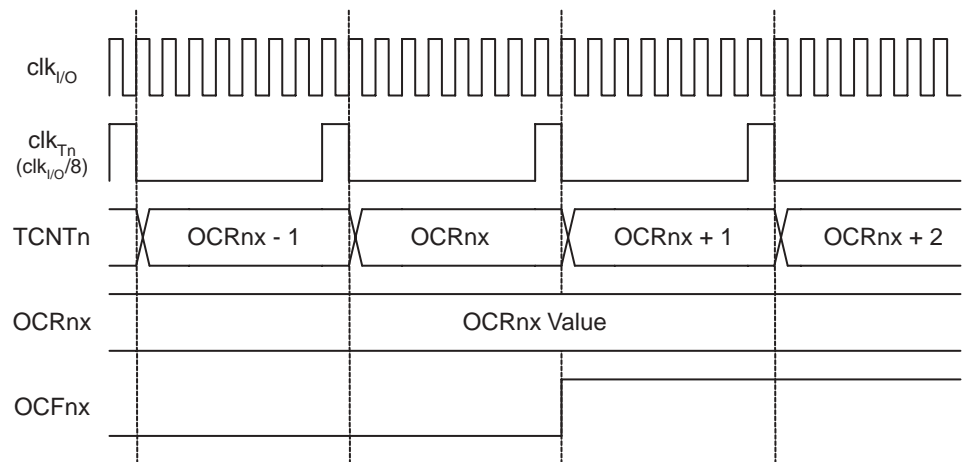 clkI/O
clkTn
(clkI/O/8)
TCNTn OCRnx - 1 OCRnx OCRnx + 1 OCRnx + 2
OCRnx OCRnx Value
OCFnx